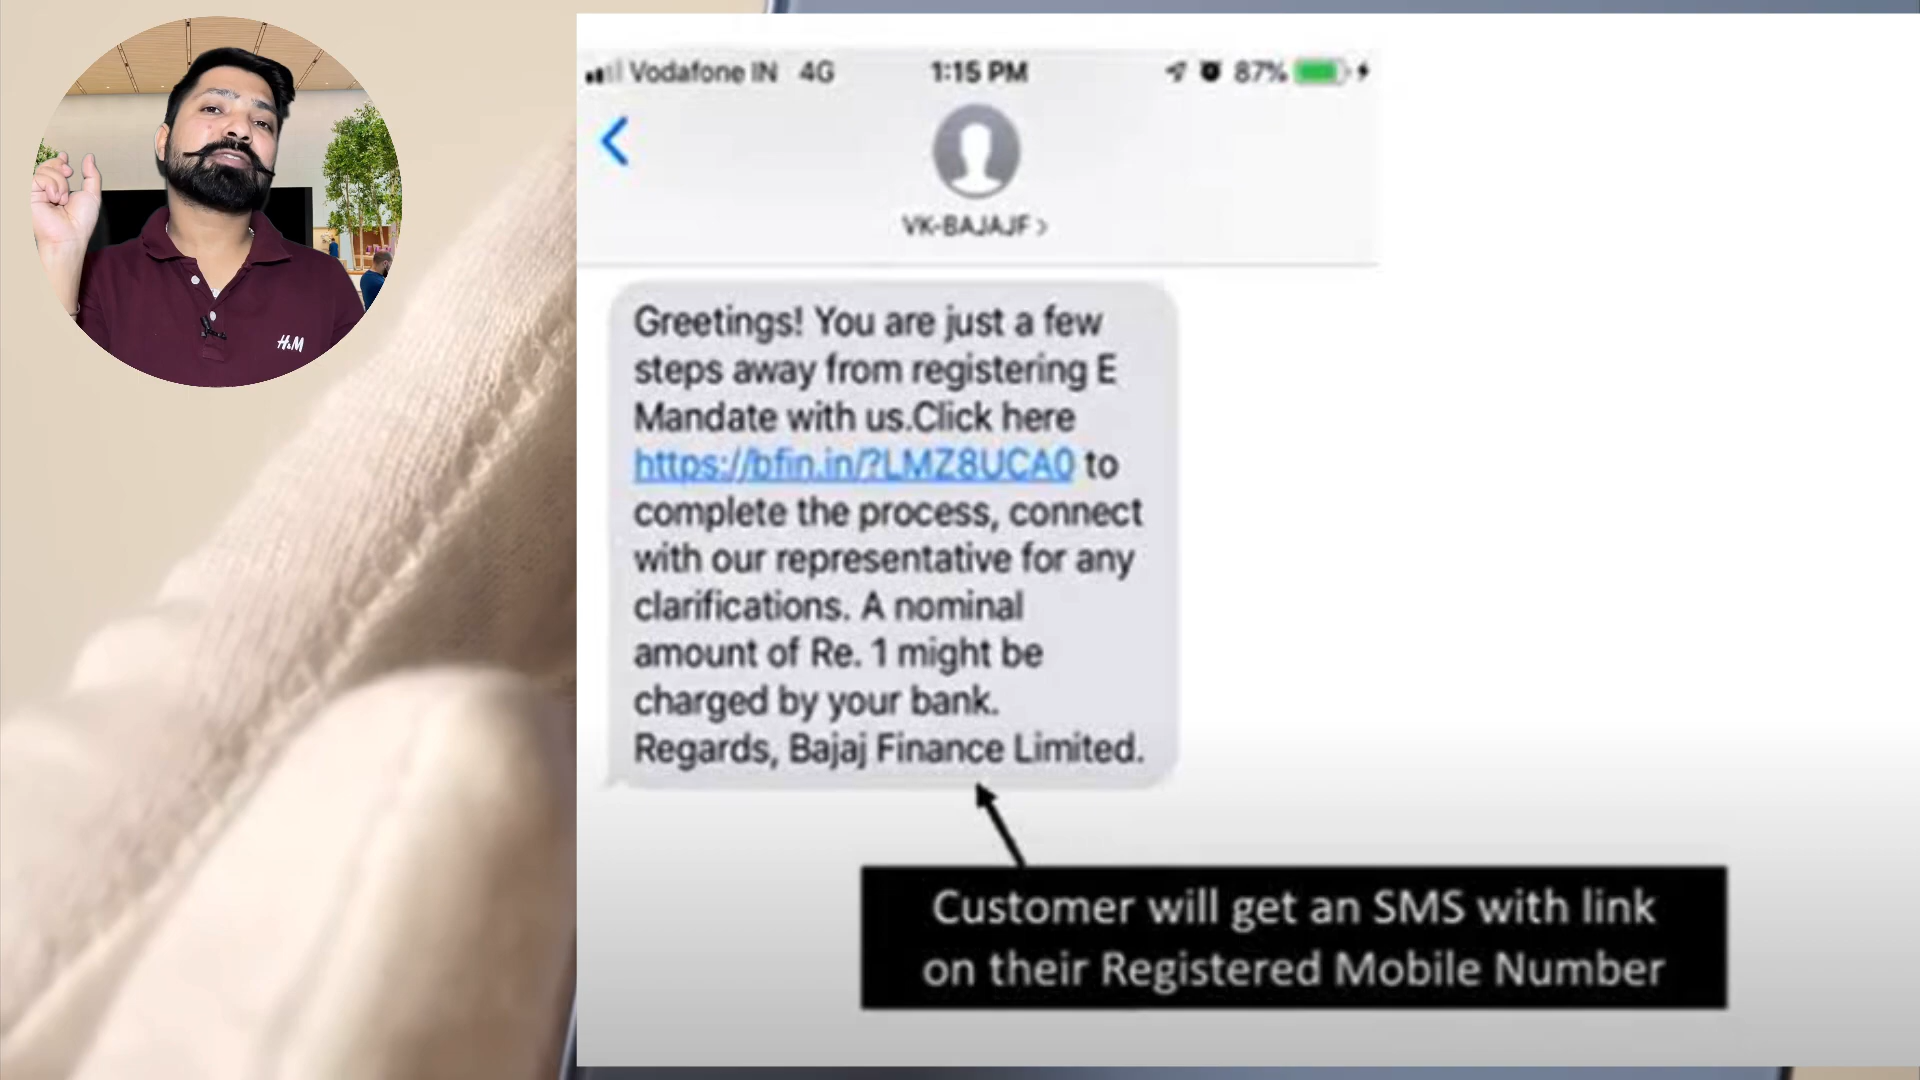 H&M
Vodafone IN 4G 1:15 PM 87%
VK-BAJAJF >
Greetings! You are just a few
steps away from registering E
Mandate with us.Click here
https://bfin.in/?LMZ8UCA0 to
complete the process, connect
with our representative for any
clarifications. A nominal
amount of Re. 1 might be
charged by your bank.
Regards, Bajaj Finance Limited.
Customer will get an SMS with link
on their Registered Mobile Number